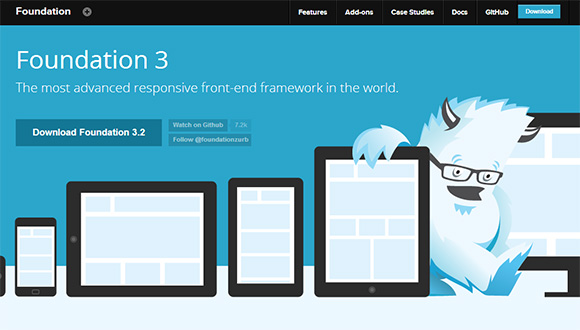 Foundation
Features
Add-ons
Case Studies
Docs
GitHub
Download
Foundation 3
The most advanced responsive front-end framework in the world.
Download Foundation 3.2
Watch on Github 7.2k
Follow @foundationzurb